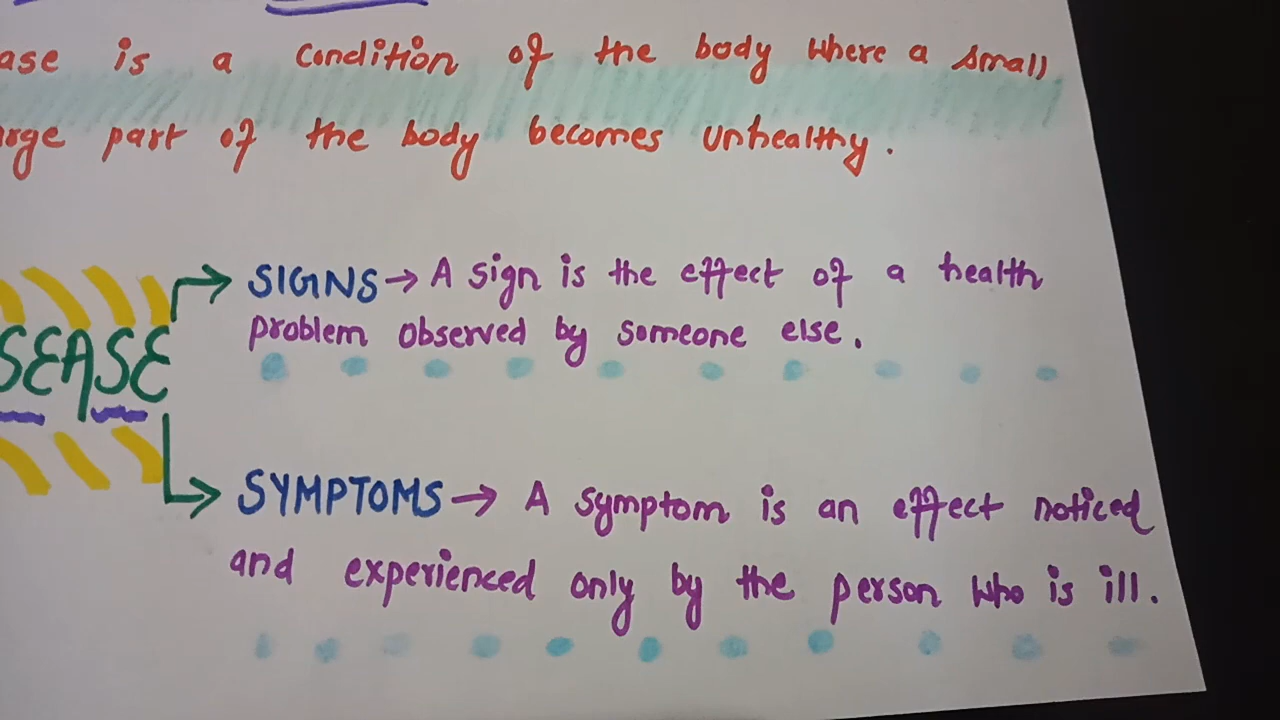 ase is a condition of the body where a small
arge part of the body becomes unhealthy.
SIGNS → A sign is the effect of a health
problem observed by someone else.
SEASE
SYMPTOMS → A symptom is an effect noticed
and experienced only by the person who is ill.